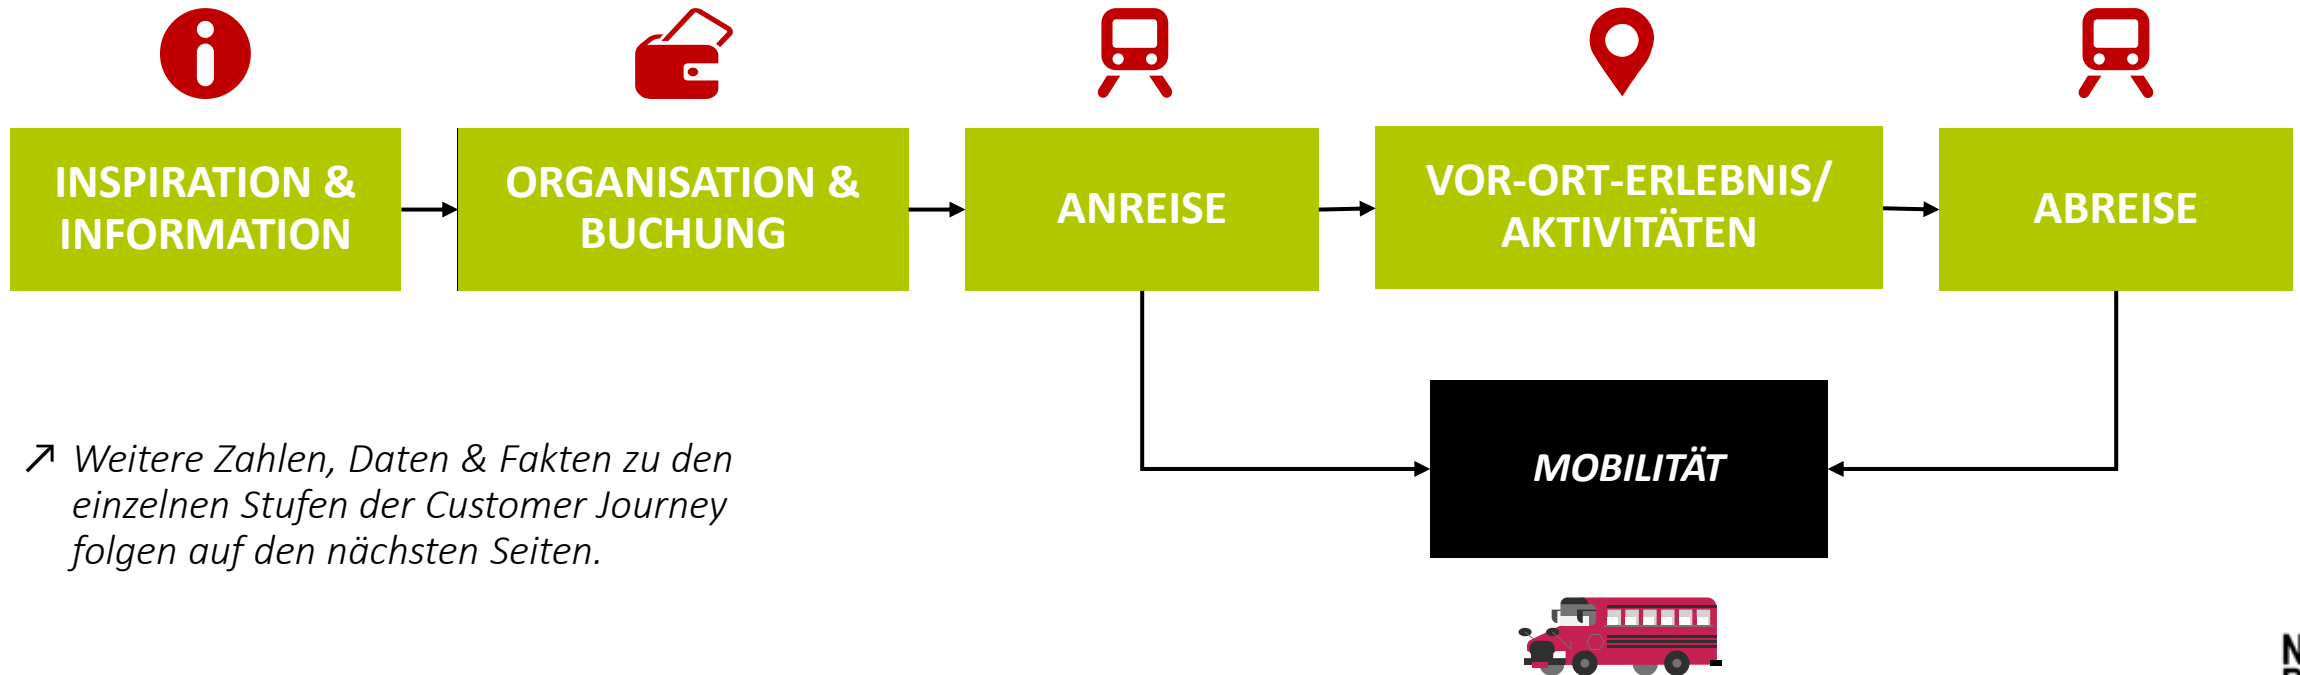 INSPIRATION &
INFORMATION
ORGANISATION &
BUCHUNG
ANREISE
VOR-ORT-ERLEBNIS/
AKTIVITÄTEN
ABREISE
MOBILITÄT
↗ Weitere Zahlen, Daten & Fakten zu den
einzelnen Stufen der Customer Journey
folgen auf den nächsten Seiten.